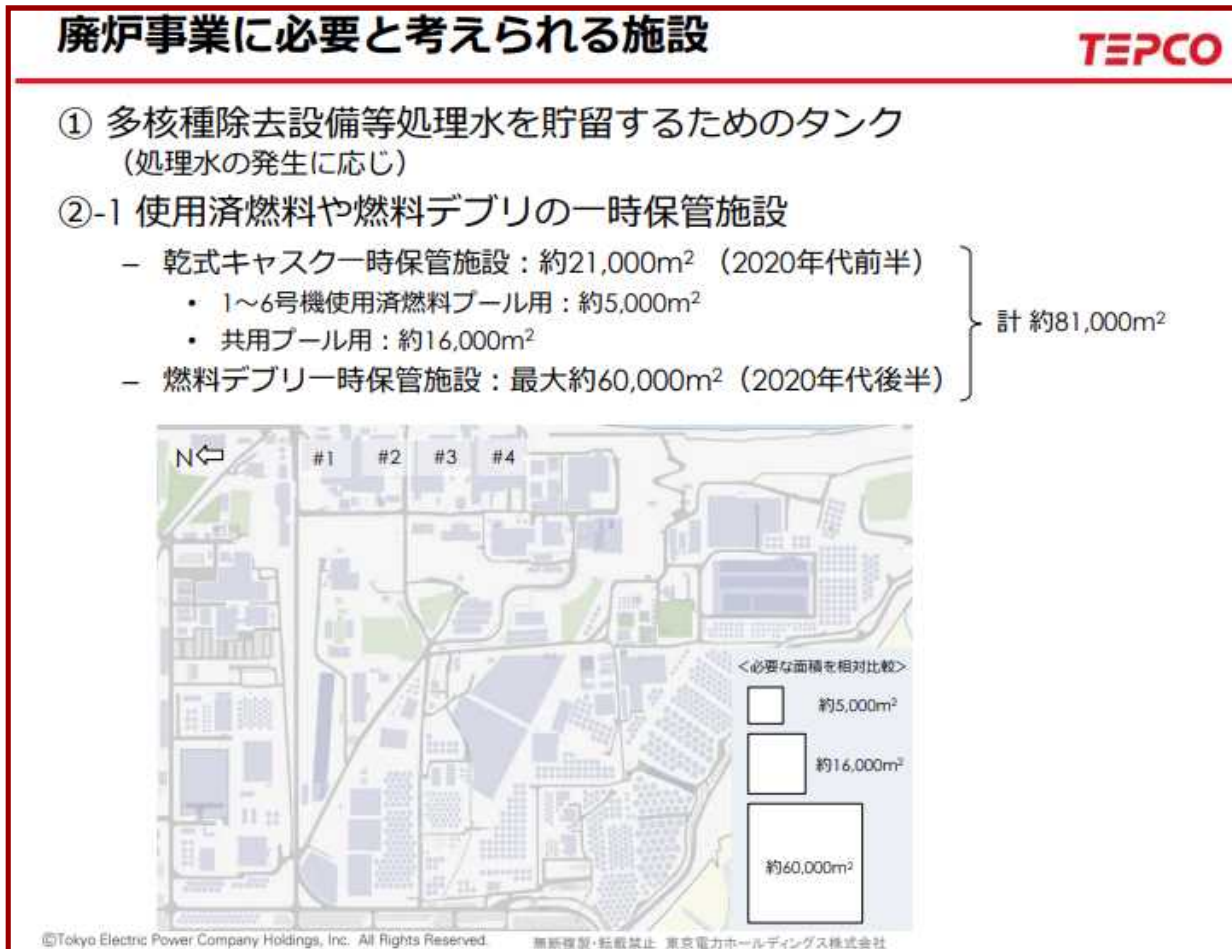 廃炉事業に必要と考えられる施設
TEPCO
① 多核種除去設備等処理水を貯留するためのタンク
（処理水の発生に応じ）
②-1 使用済燃料や燃料デブリの一時保管施設
– 乾式キャスク一時保管施設：約21,000m² （2020年代前半）
• 1～6号機使用済燃料プール用：約5,000m²
• 共用プール用：約16,000m²
– 燃料デブリ一時保管施設：最大約60,000m²（2020年代後半）
計 約81,000m²
N
#1 #2 #3 #4
＜必要な面積を相対比較＞
約5,000m²
約16,000m²
約60,000m²
©Tokyo Electric Power Company Holdings, Inc. All Rights Reserved. 無断複製・転載禁止 東京電力ホールディングス株式会社